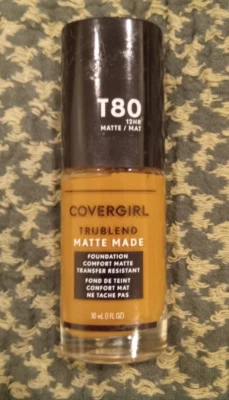 T80
12HR
MATTE / MAT
COVERGIRL
TRUBLEND
MATTE MADE
FOUNDATION
COMFORT MATTE
TRANSFER RESISTANT
FOND DE TEINT
CONFORT MAT
NE TACHE PAS
30 mL (1 FL OZ)